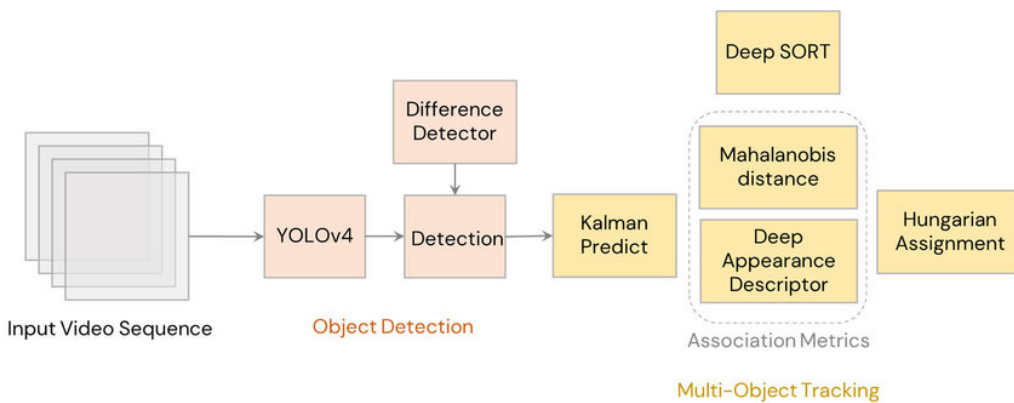 Deep SORT
Difference
Detector
Mahalanobis
distance
YOLOv4
Detection
Kalman
Predict
Deep
Appearance
Descriptor
Hungarian
Assignment
Input Video Sequence
Object Detection
Association Metrics
Multi-Object Tracking